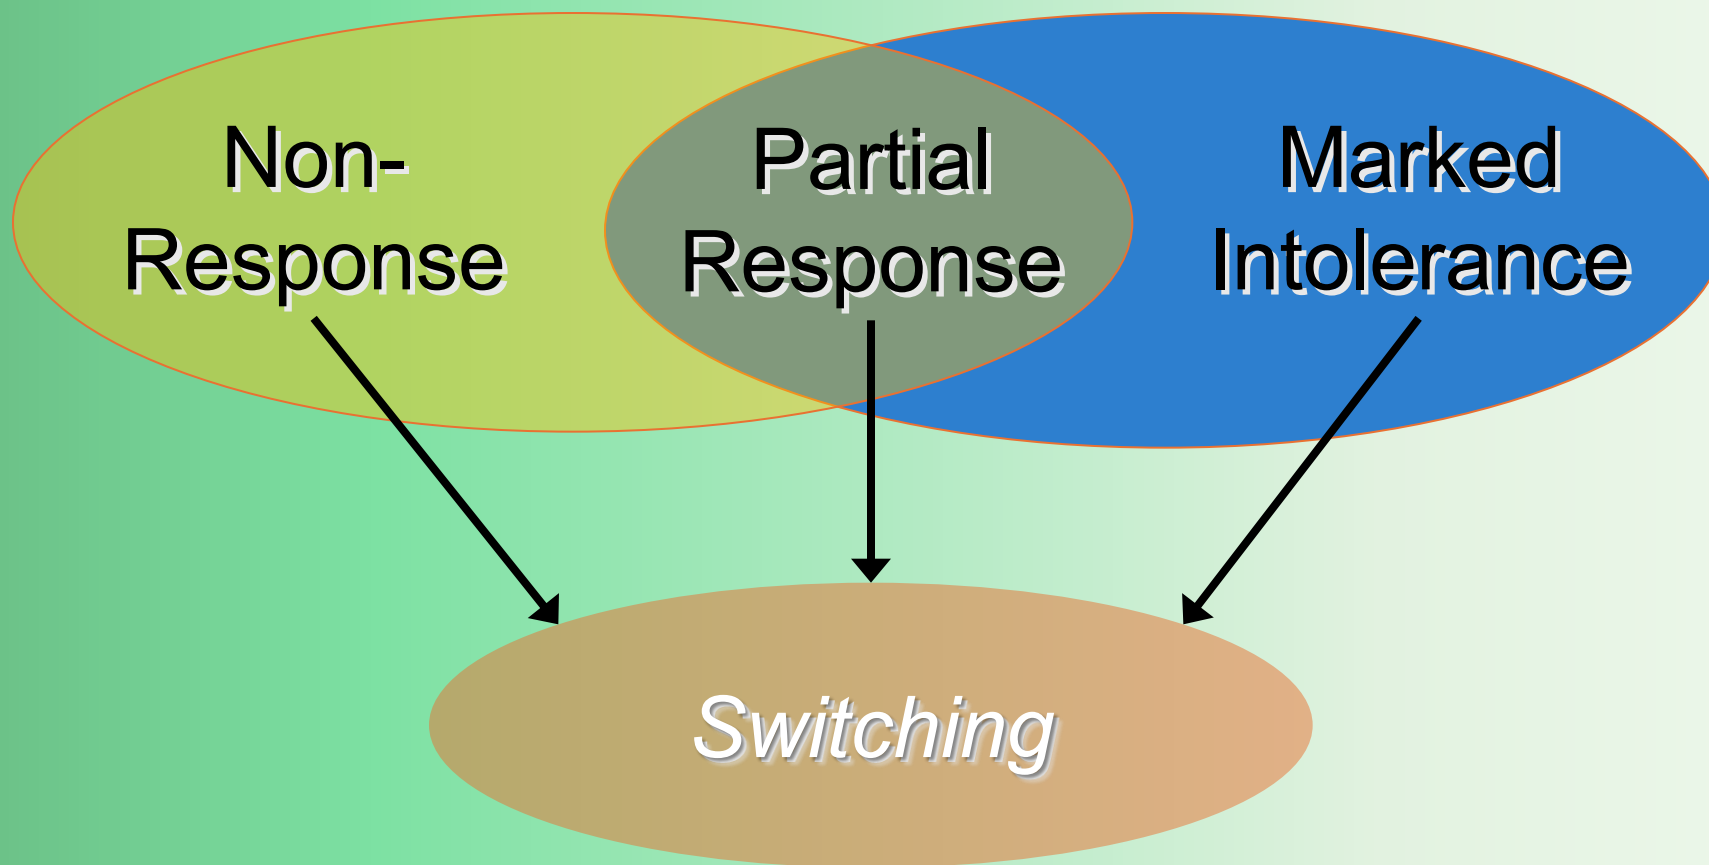 Non-
Response
Partial
Response
Marked
Intolerance
Switching